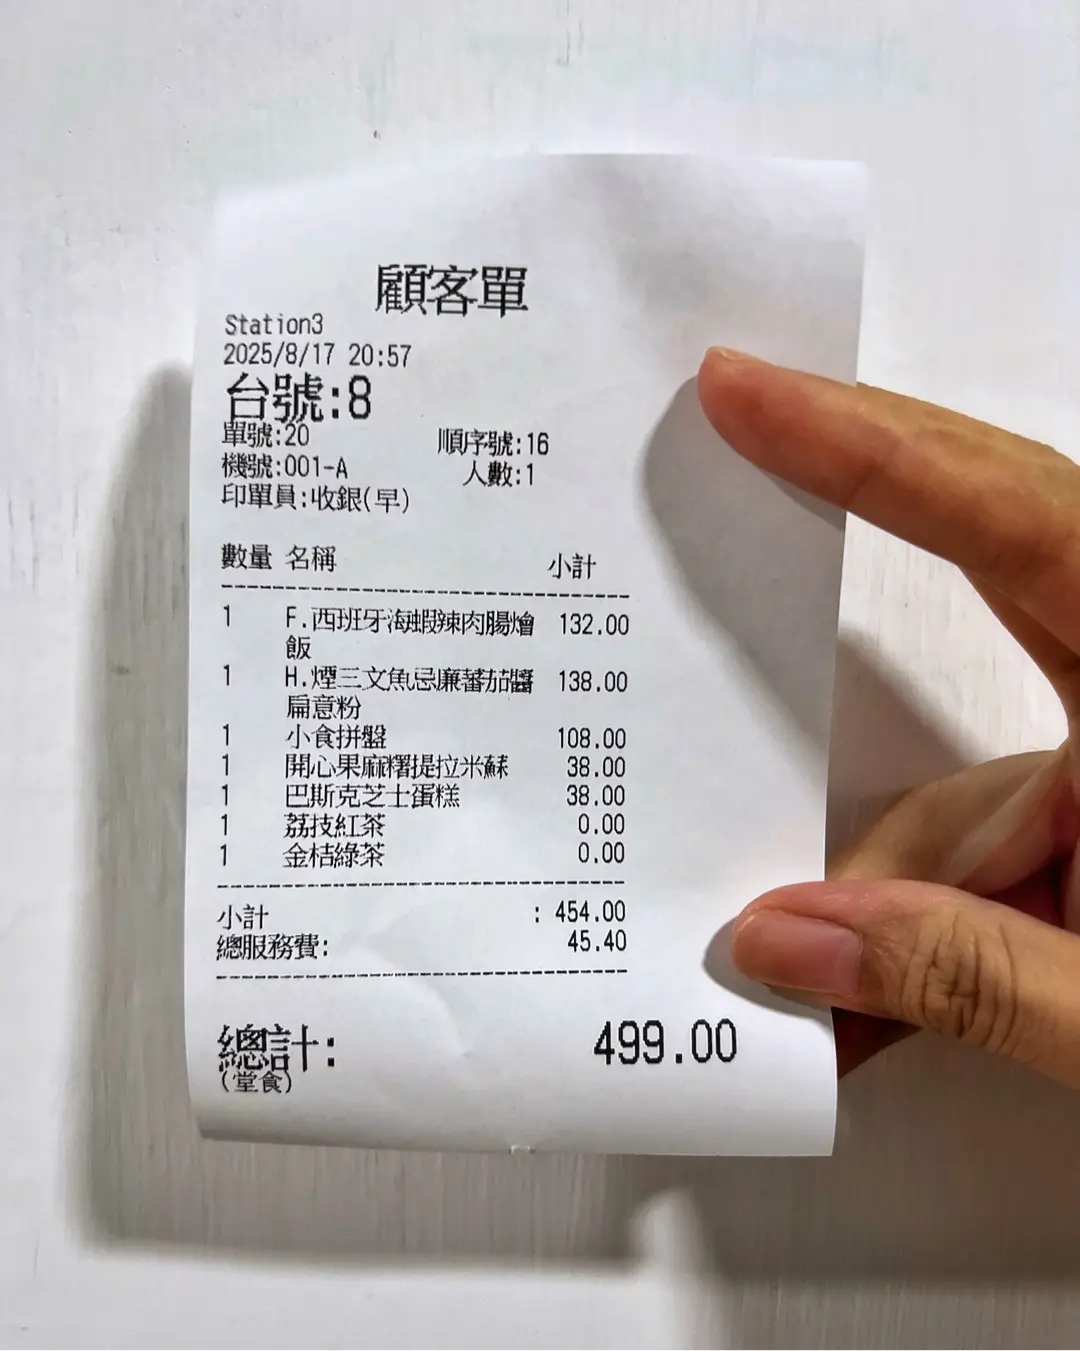 顧客單
Station3
2025/8/17 20:57
台號:8
單號:20 順序號:16
機號:001-A 人數:1
印單員:收銀(早)
數量 名稱 小計
1 F.西班牙海蝦辣肉腸燴 132.00
飯
1 H.煙三文魚忌廉蕃茄醬 138.00
扁意粉
1 小食拼盤 108.00
1 開心果麻糬提拉米蘇 38.00
1 巴斯克芝士蛋糕 38.00
1 荔技紅茶 0.00
1 金桔綠茶 0.00
小計 : 454.00
總服務費: 45.40
總計: 499.00
(堂食)